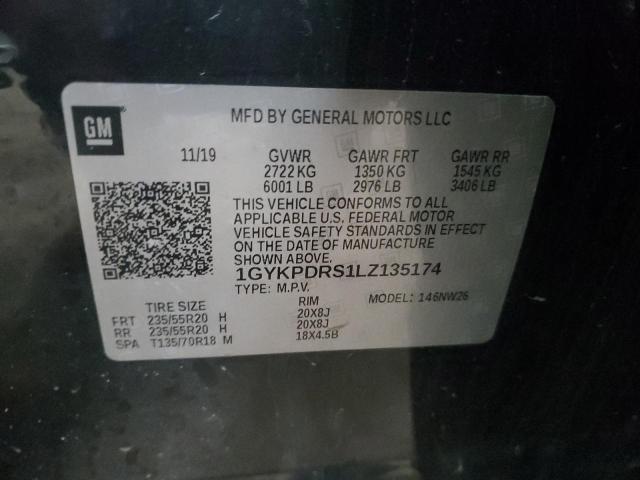 GM
MFD BY GENERAL MOTORS LLC
11/19 GVWR GAWR FRT GAWR RR
2722 KG 1350 KG 1545 KG
6001 LB 2976 LB 3406 LB
THIS VEHICLE CONFORMS TO ALL
APPLICABLE U.S. FEDERAL MOTOR
VEHICLE SAFETY STANDARDS IN EFFECT
ON THE DATE OF MANUFACTURE
SHOWN ABOVE.
1GYKPDRS1LZ135174
TYPE: M.P.V. MODEL: 146NW26
TIRE SIZE RIM
FRT 235/55R20 H 20X8J
RR 235/55R20 H 20X8J
SPA T135/70R18 M 18X4.5B